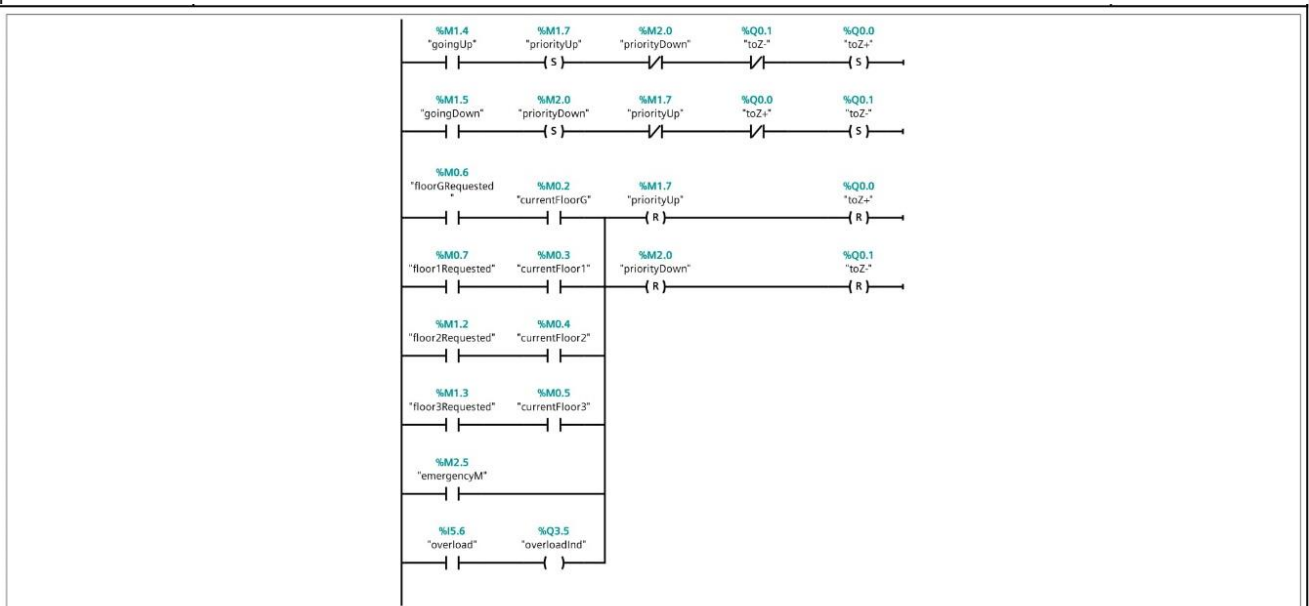 %M1.4 %M1.7 %M2.0 %Q0.1 %Q0.0
"goingUp" "priorityUp" "priorityDown" "toZ-" "toZ+"
S S
%M1.5 %M2.0 %M1.7 %Q0.0 %Q0.1
"goingDown" "priorityDown" "priorityUp" "toZ+" "toZ-"
S S
%M0.6
"floorGRequested %M0.2 %M1.7 %Q0.0
" "currentFloorG" "priorityUp" "toZ+"
R R
%M0.7 %M0.3 %M2.0 %Q0.1
"floor1Requested" "currentFloor1" "priorityDown" "toZ-"
R R
%M1.2 %M0.4
"floor2Requested" "currentFloor2"
%M1.3 %M0.5
"floor3Requested" "currentFloor3"
%M2.5
"emergencyM"
%I5.6 %Q3.5
"overload" "overloadInd"